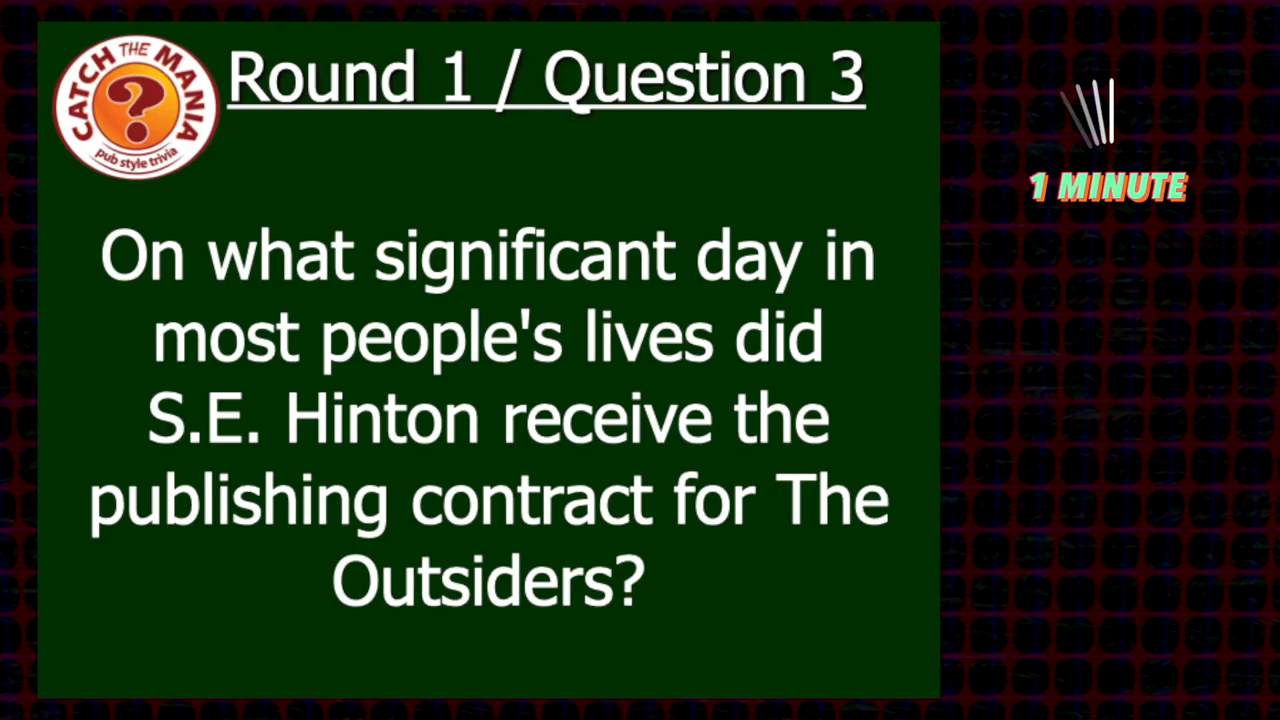 CATCH THE MANIA
?
pub style trivia
Round 1 / Question 3
1 MINUTE
On what significant day in
most people's lives did
S.E. Hinton receive the
publishing contract for The
Outsiders?